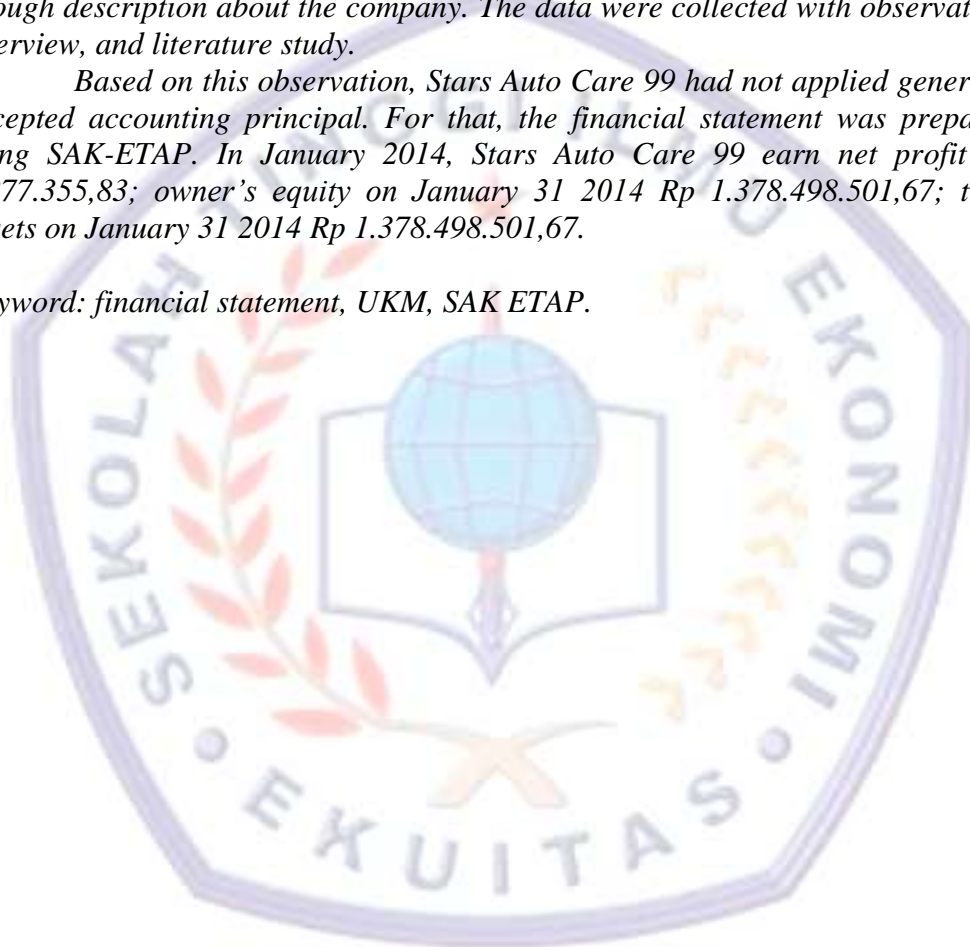 ough description about the company. The data were collected with observat
erview, and literature study.
Based on this observation, Stars Auto Care 99 had not applied gener
cepted accounting principal. For that, the financial statement was prepa
ing SAK-ETAP. In January 2014, Stars Auto Care 99 earn net profit
77.355,83; owner’s equity on January 31 2014 Rp 1.378.498.501,67; t
ets on January 31 2014 Rp 1.378.498.501,67.
yword: financial statement, UKM, SAK ETAP.
SEKOLAH TINGGI ILMU EKONOMI
• EKUITAS •